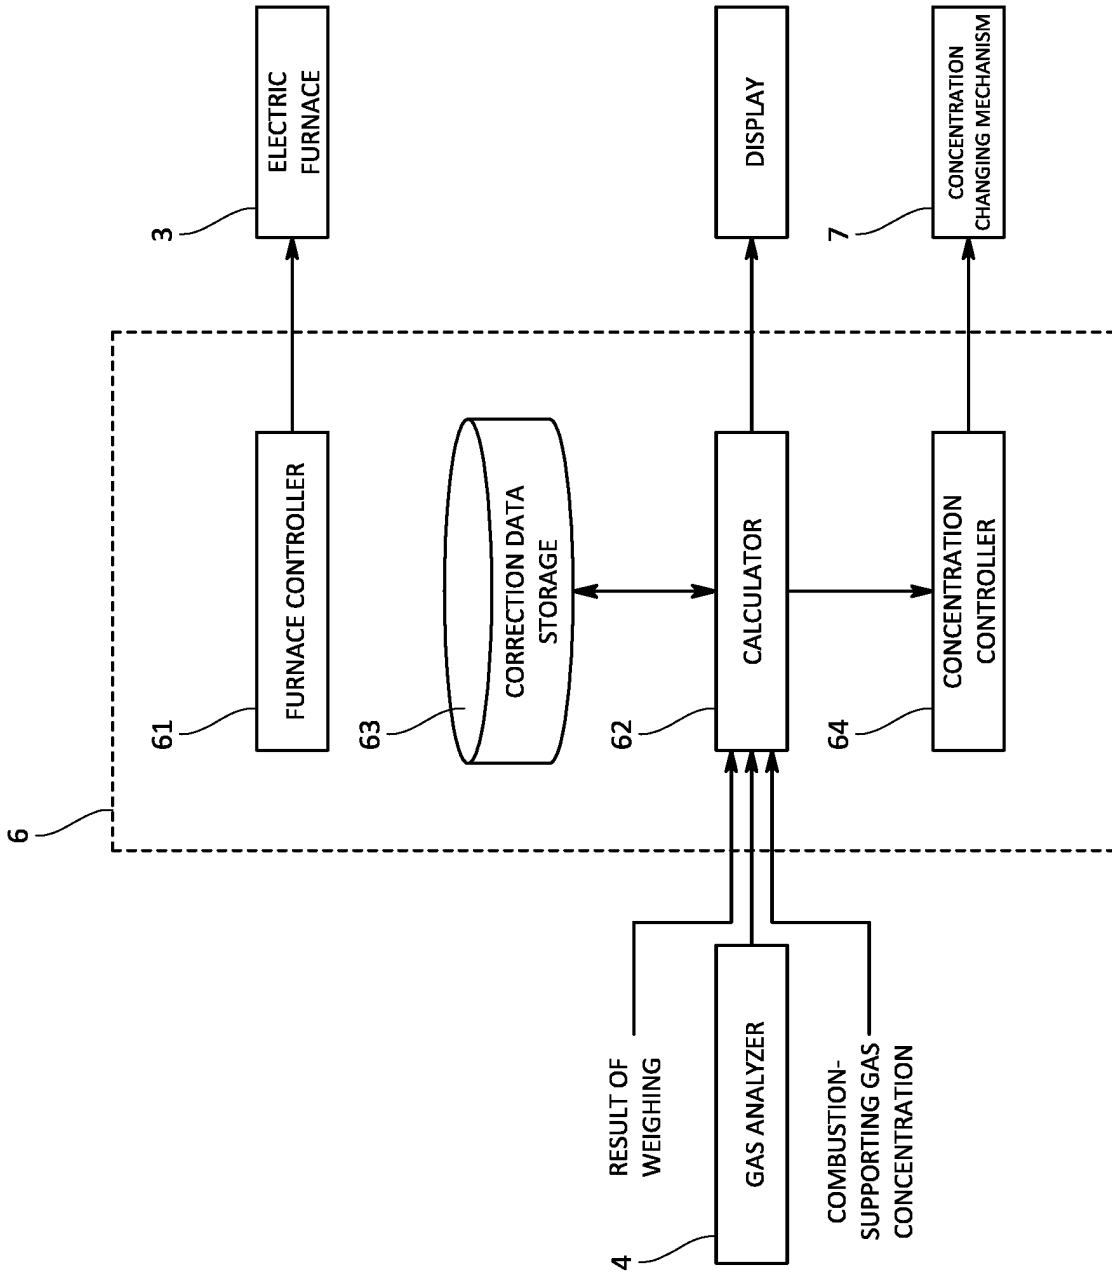 6
61
FURNACE CONTROLLER
3
ELECTRIC
FURNACE
63
CORRECTION DATA
STORAGE
RESULT OF
WEIGHING
4
GAS ANALYZER
COMBUSTION-
SUPPORTING GAS
CONCENTRATION
62
CALCULATOR
DISPLAY
64
CONCENTRATION
CONTROLLER
7
CONCENTRATION
CHANGING MECHANISM